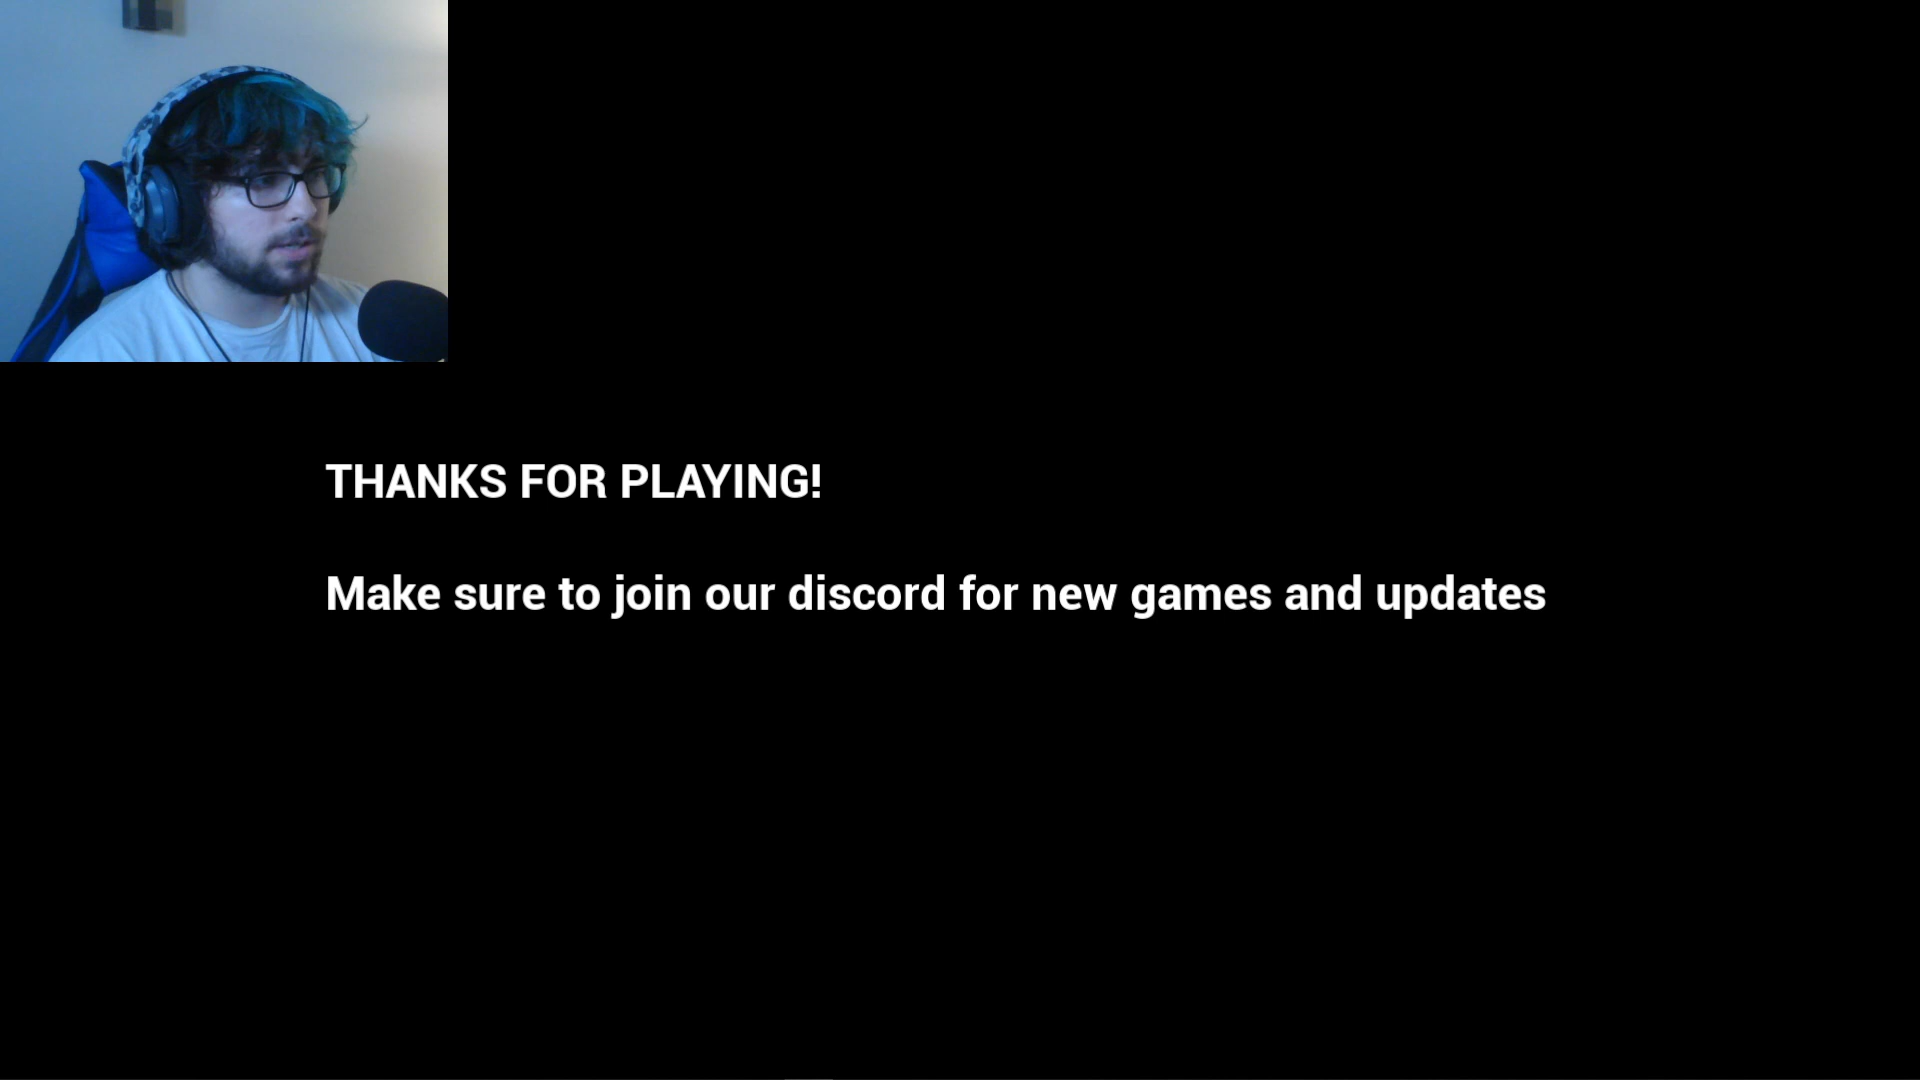 THANKS FOR PLAYING!
Make sure to join our discord for new games and updates